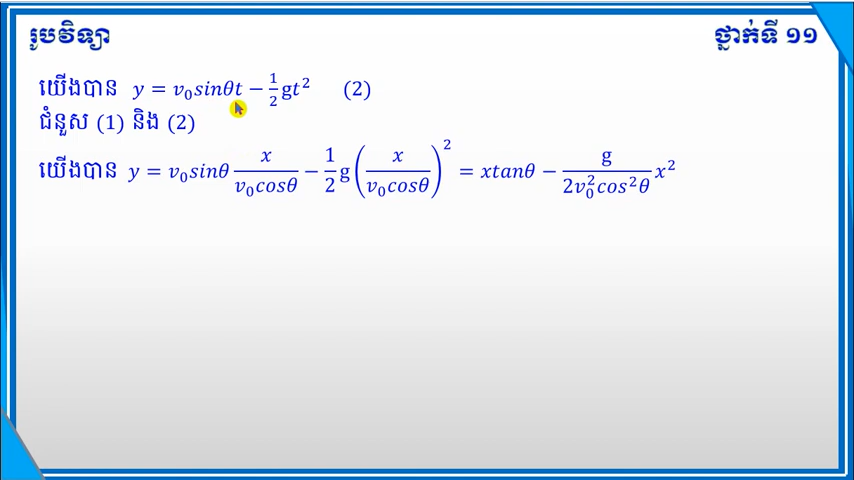 រូបវិទ្យា
ថ្នាក់ទី ១១
យើងបាន y = v₀sinθt − ½gt² (2)
ជំនួស (1) និង (2)
យើងបាន y = v₀sinθ x/(v₀cosθ) − 1/2 g(x/(v₀cosθ))² = xtanθ − g/(2v₀²cos²θ) x²